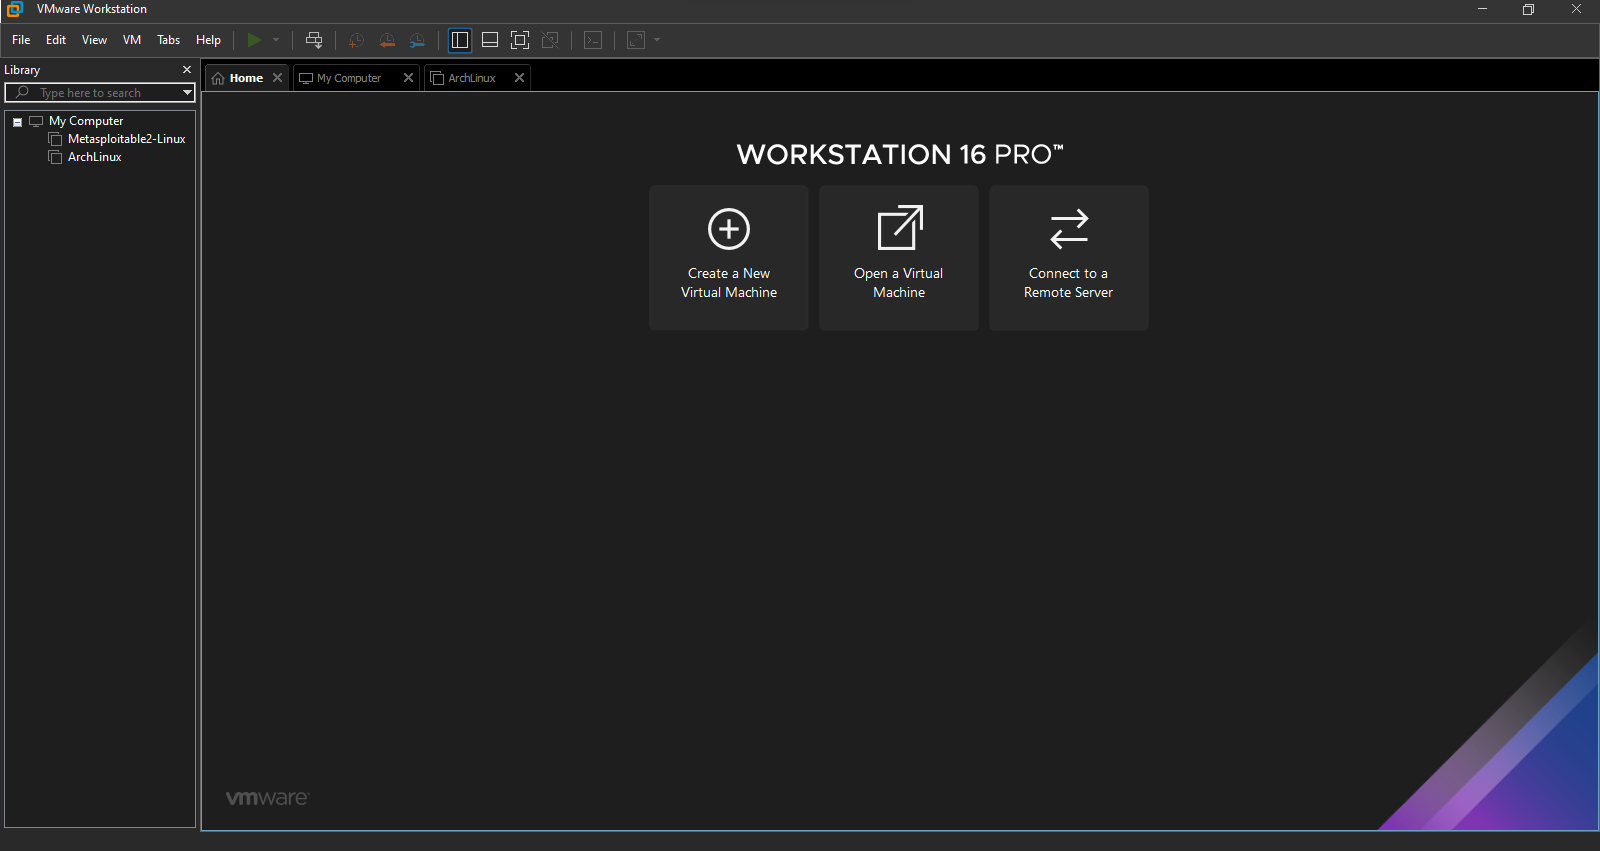 VMware Workstation
File Edit View VM Tabs Help
Library
Type here to search
My Computer
Metasploitable2-Linux
ArchLinux
Home My Computer ArchLinux
WORKSTATION 16 PRO™
Create a New
Virtual Machine
Open a Virtual
Machine
Connect to a
Remote Server
vmware®